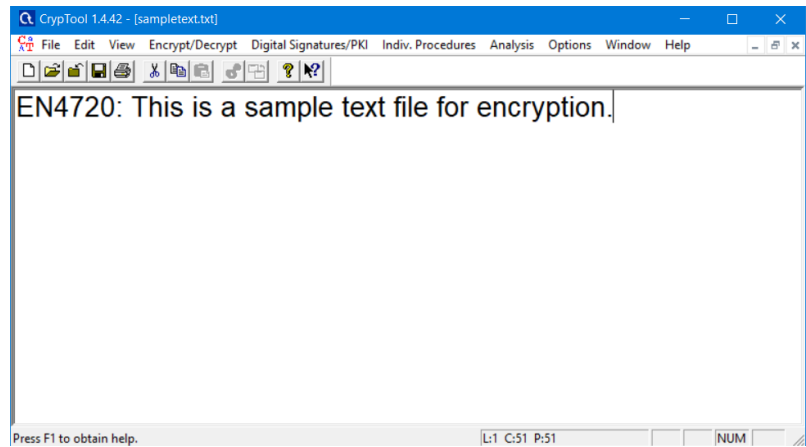 CrypTool 1.4.42 - [sampletext.txt]
File Edit View Encrypt/Decrypt Digital Signatures/PKI Indiv. Procedures Analysis Options Window Help
EN4720: This is a sample text file for encryption.
Press F1 to obtain help. L:1 C:51 P:51 NUM